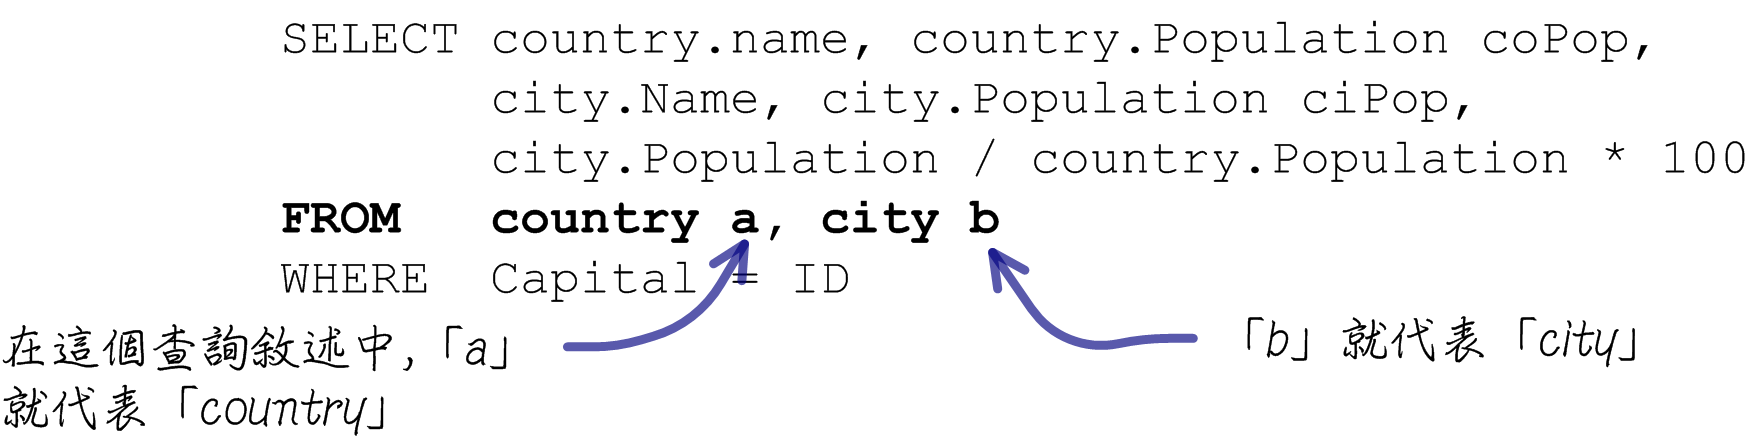 SELECT country.name, country.Population coPop,
city.Name, city.Population ciPop,
city.Population / country.Population * 100
FROM country a, city b
WHERE Capital = ID
在這個查詢敘述中,「a」
就代表「country」
「b」就代表「city」